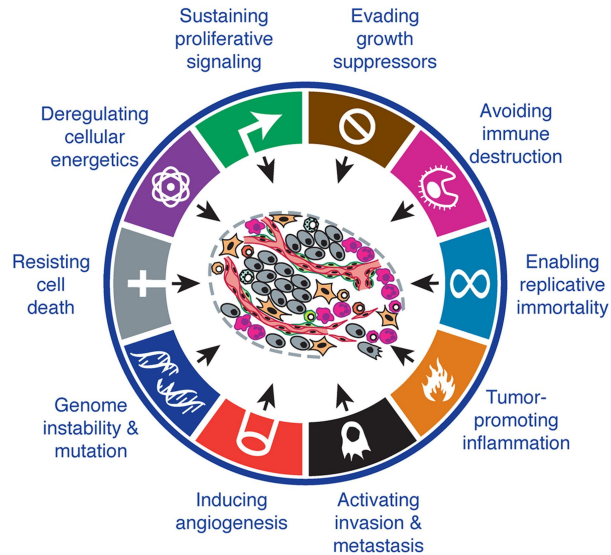 Sustaining
proliferative
signaling
Evading
growth
suppressors
Avoiding
immune
destruction
Enabling
replicative
immortality
Tumor-
promoting
inflammation
Activating
invasion &
metastasis
Inducing
angiogenesis
Genome
instability &
mutation
Resisting
cell
death
Deregulating
cellular
energetics